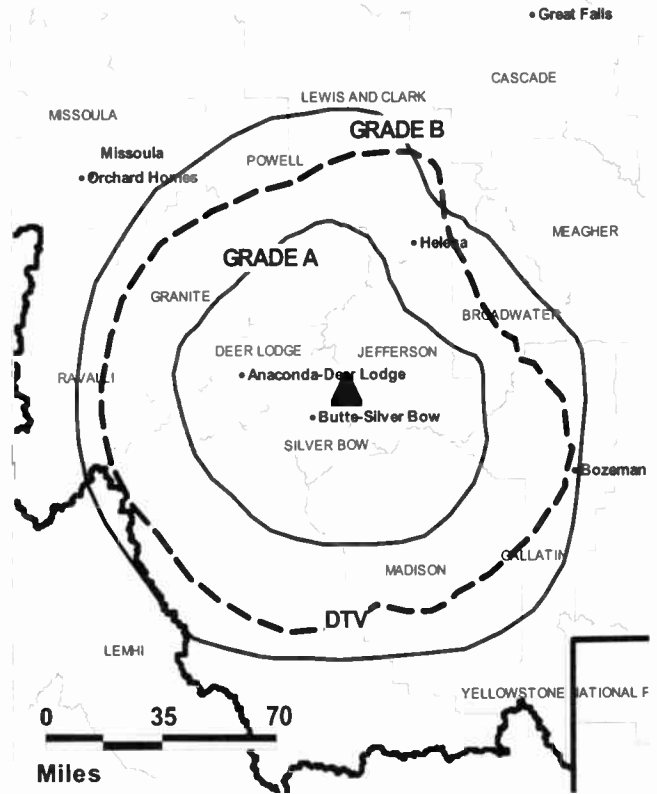 Great Falls
CASCADE
LEWIS AND CLARK
MISSOULA
GRADE B
Missoula
POWELL
Orchard Homes
MEAGHER
Helena
GRADE A
GRANITE
BROADWATER
DEER LODGE
JEFFERSON
RAVALLI
Anaconda-Deer Lodge
Butte-Silver Bow
SILVER BOW
Bozeman
GALLATIN
MADISON
DTV
LEMHI
YELLOWSTONE NATIONAL P
0 35 70
Miles